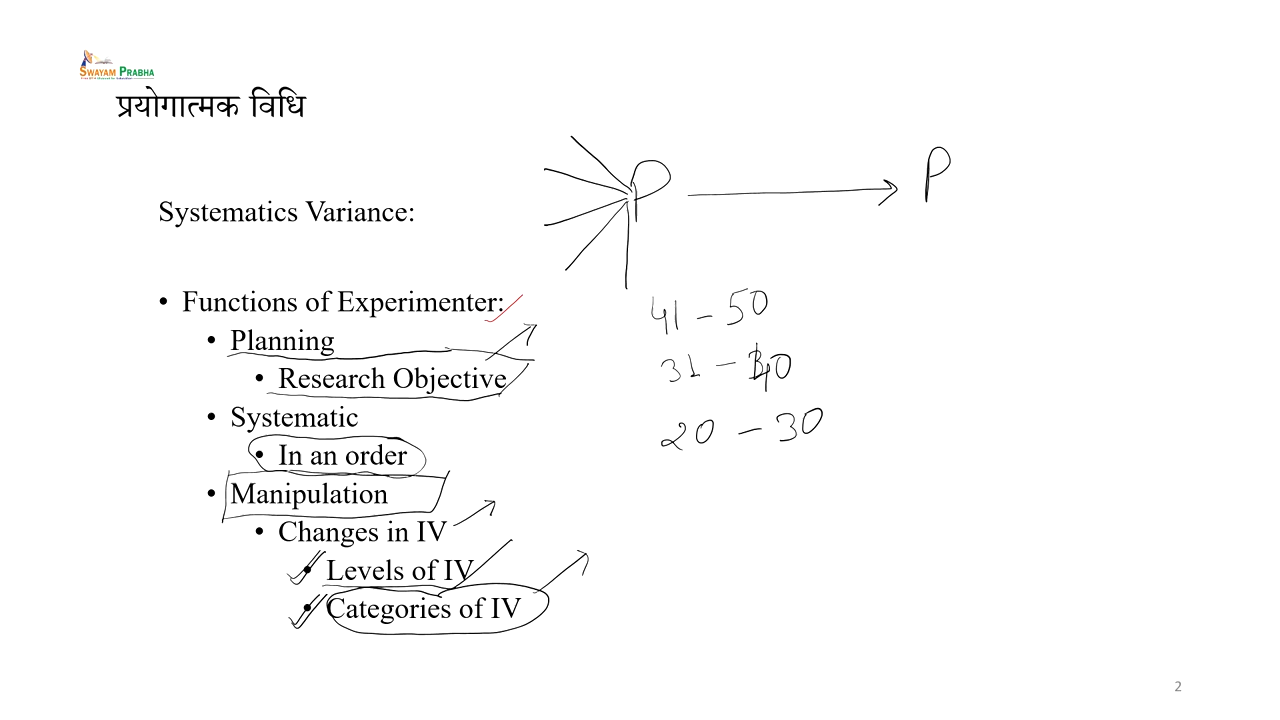 SWAYAM PRABHA
प्रयोगात्मक विधि
P
P
Systematics Variance:
• Functions of Experimenter:
41 - 50
• Planning
31 - 40
• Research Objective
• Systematic
20 - 30
• In an order
• Manipulation
• Changes in IV
• Levels of IV
• Categories of IV
2